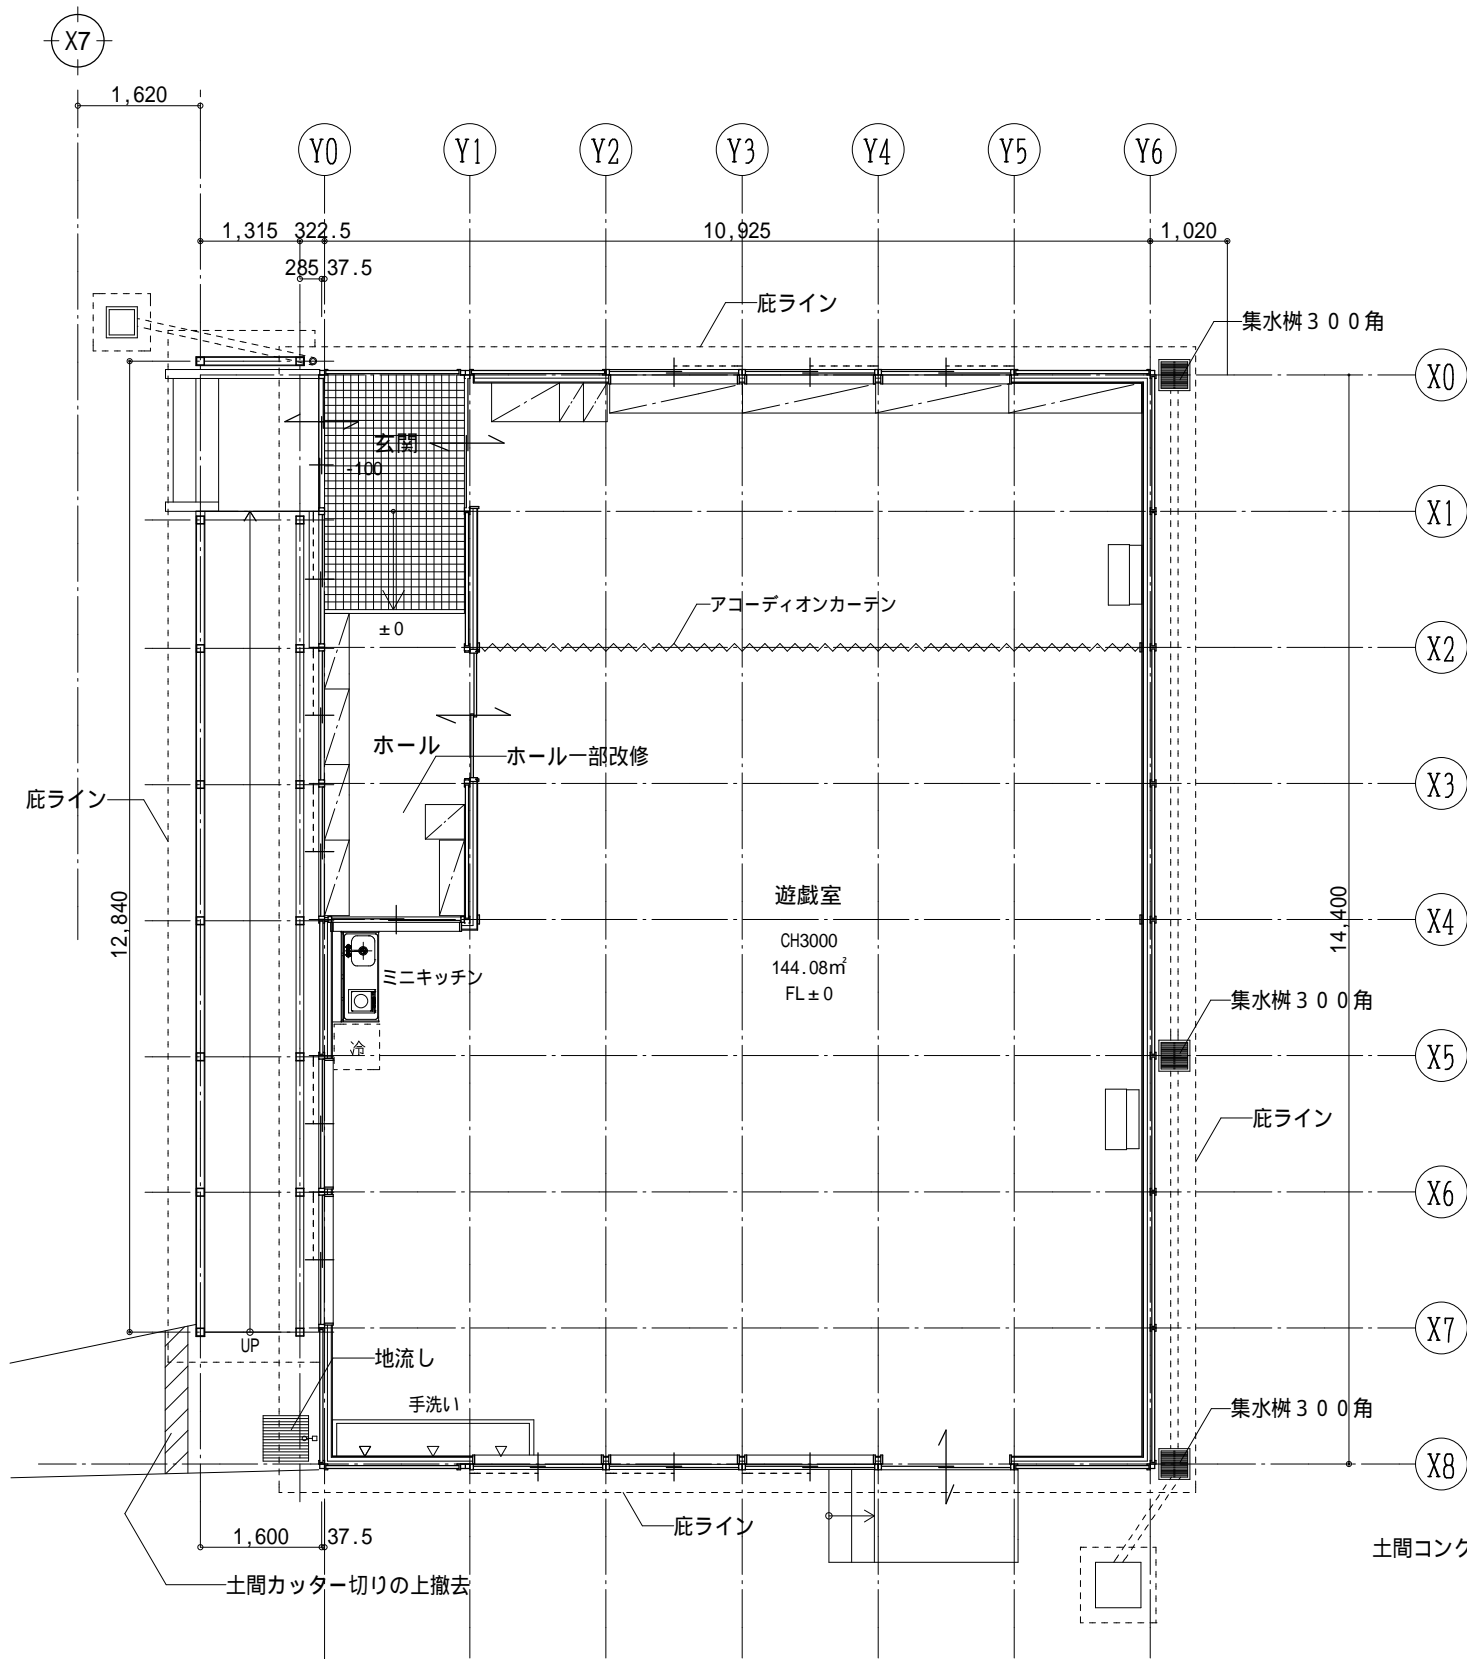 X7
1,620
Y0 Y1 Y2 Y3 Y4 Y5 Y6
1,315 322.5 10,925 1,020
285 37.5
庇ライン
集水桝３００角
X0
玄関
-100
X1
アコーディオンカーテン
±0
X2
ホール
ホール一部改修
X3
庇ライン
遊戯室
12,840
14,400
X4
CH3000
ミニキッチン
144.08㎡
FL±0
集水桝３００角
冷
X5
庇ライン
X6
X7
UP
地流し
手洗い
集水桝３００角
X8
庇ライン
1,600 37.5
土間コンク
土間カッター切りの上撤去